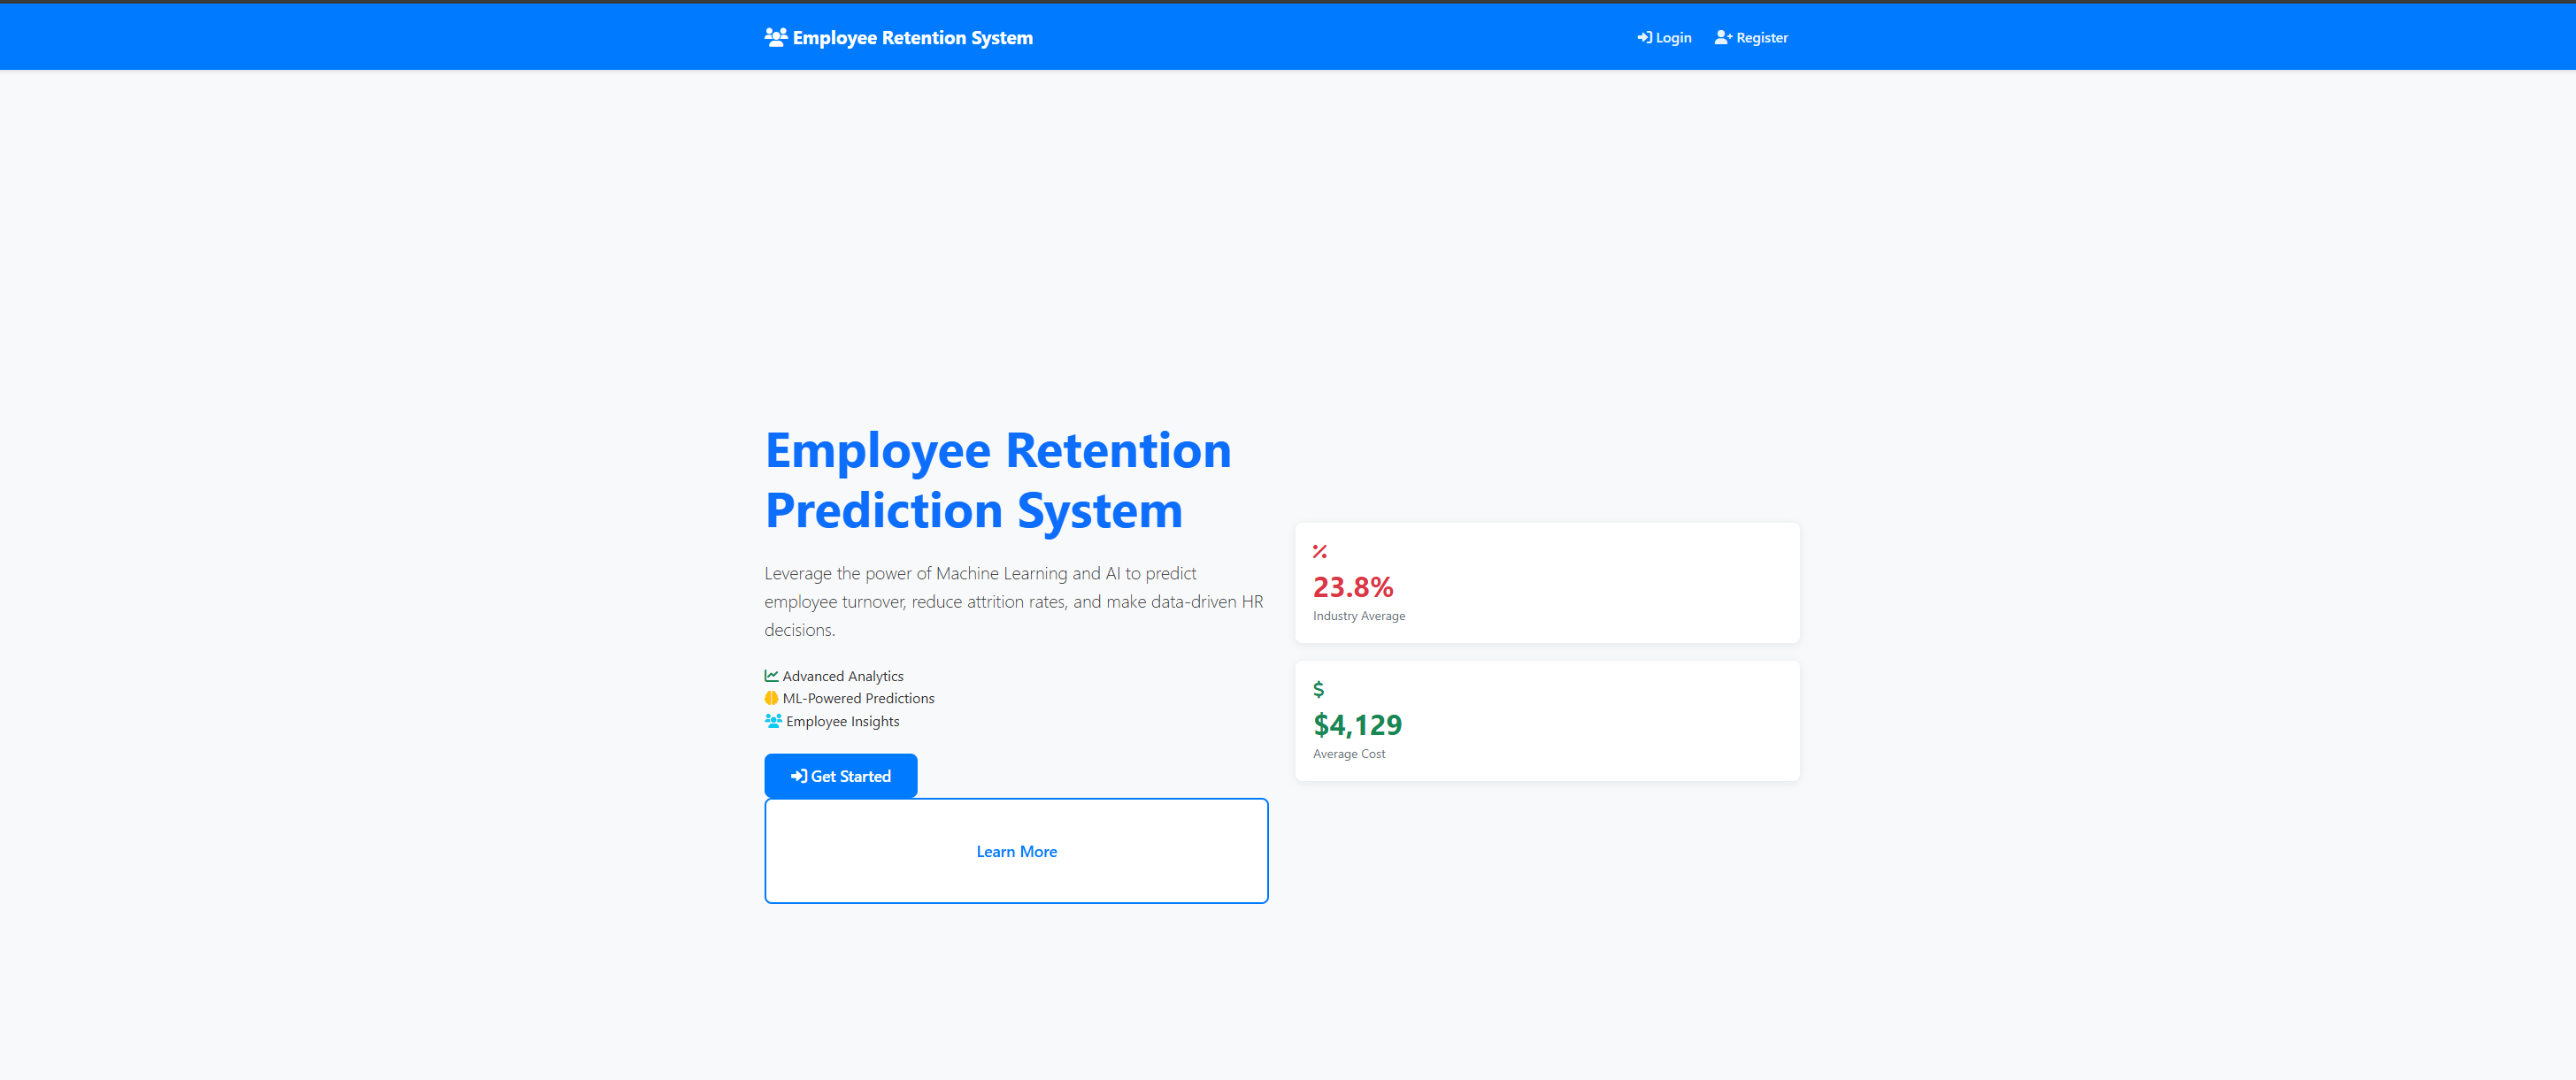 Employee Retention System
Login
Register
Employee Retention
Prediction System
Leverage the power of Machine Learning and AI to predict
employee turnover, reduce attrition rates, and make data-driven HR
decisions.
Advanced Analytics
ML-Powered Predictions
Employee Insights
Get Started
Learn More
%
23.8%
Industry Average
$
$4,129
Average Cost